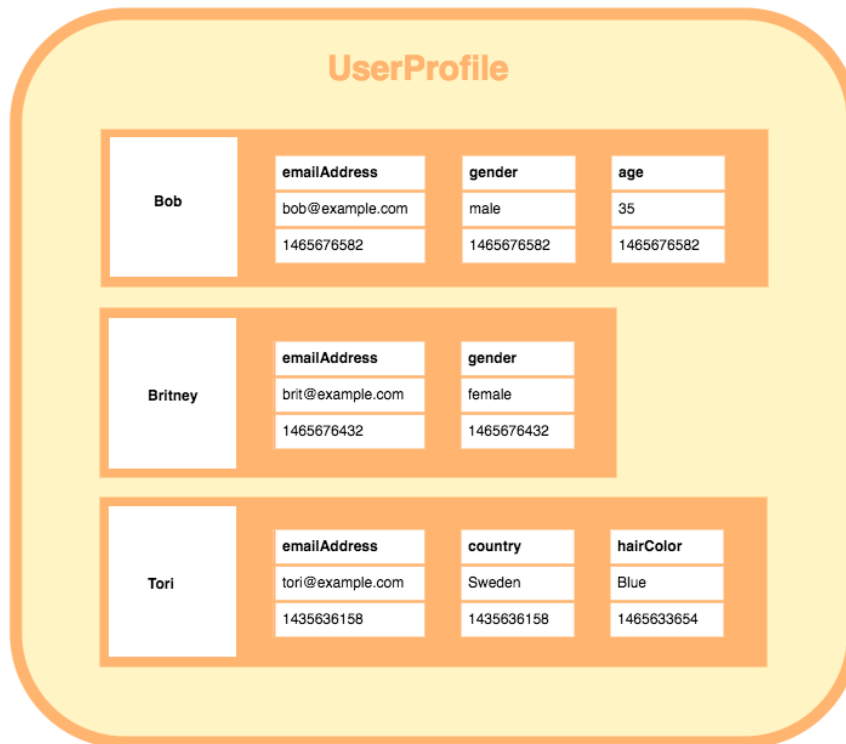 UserProfile
Bob
emailAddress gender age
bob@example.com male 35
1465676582 1465676582 1465676582
Britney
emailAddress gender
brit@example.com female
1465676432 1465676432
Tori
emailAddress country hairColor
tori@example.com Sweden Blue
1435636158 1435636158 1465633654